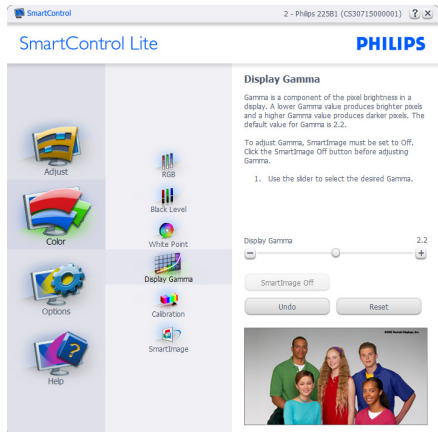 SmartControl
2 - Philips 225B1 (CS30715000001)
?
X
SmartControl Lite
PHILIPS
Adjust
Color
Options
Help
RGB
Black Level
White Point
Display Gamma
Calibration
SmartImage
Display Gamma
Gamma is a component of the pixel brightness in a
display. A lower Gamma value produces brighter pixels
and a higher Gamma value produces darker pixels. The
default value for Gamma is 2.2.
To adjust Gamma, SmartImage must be set to Off.
Click the SmartImage Off button before adjusting
Gamma.
1. Use the slider to select the desired Gamma.
Display Gamma 2.2
SmartImage Off
Undo Reset